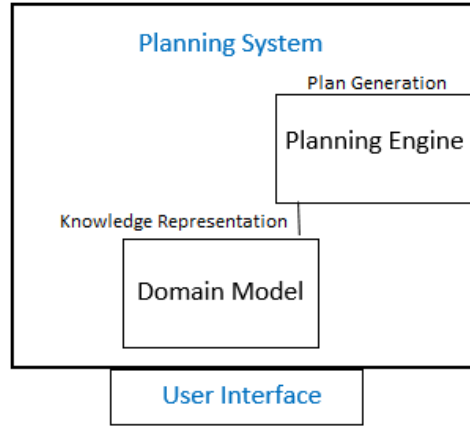 Planning System
Plan Generation
Planning Engine
Knowledge Representation
Domain Model
User Interface